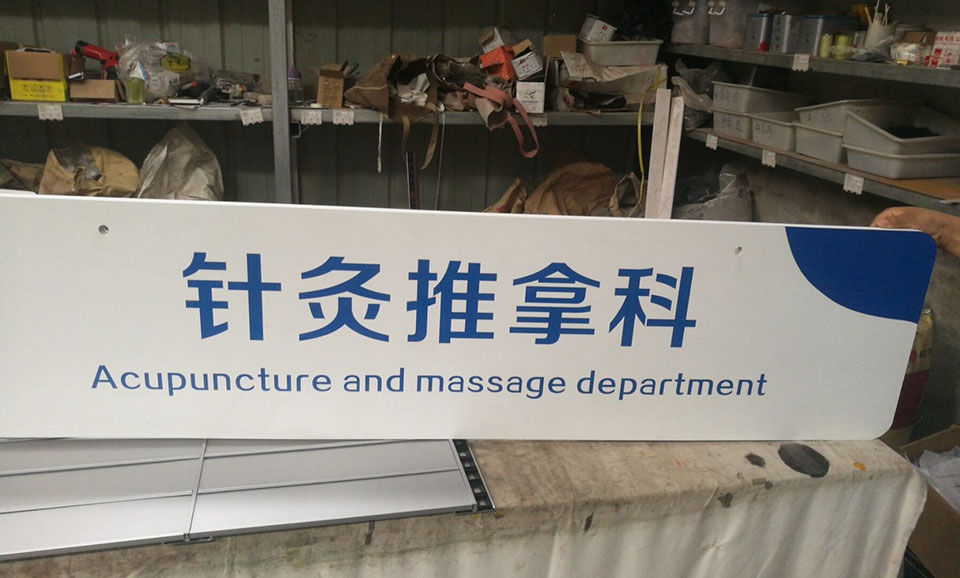 针灸推拿科
Acupuncture and massage department